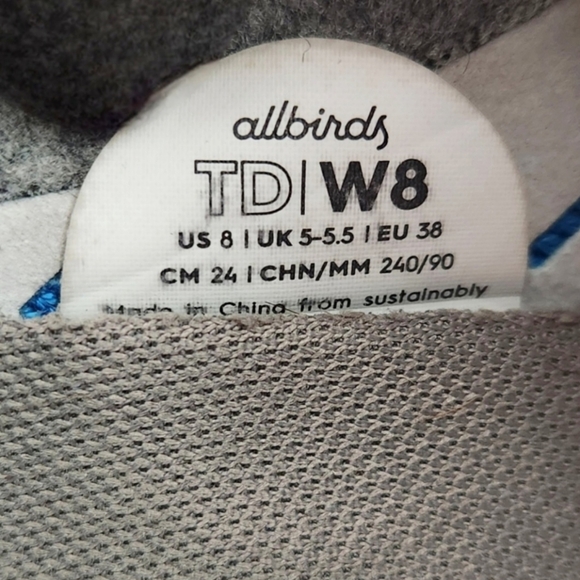 allbirds
TD|W8
US 8 | UK 5-5.5 | EU 38
CM 24 | CHN/MM 240/90
Made in China from sustainably